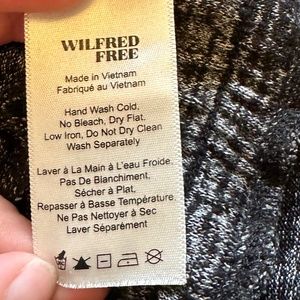 WILFRED
FREE
Made in Vietnam
Fabriqué au Vietnam
Hand Wash Cold,
No Bleach, Dry Flat.
Low Iron, Do Not Dry Clean
Wash Separately
Laver à La Main à L'eau Froide.
Pas De Blanchiment,
Sécher à Plat,
Repasser à Basse Température
Ne Pas Nettoyer à Sec
Laver Séparément